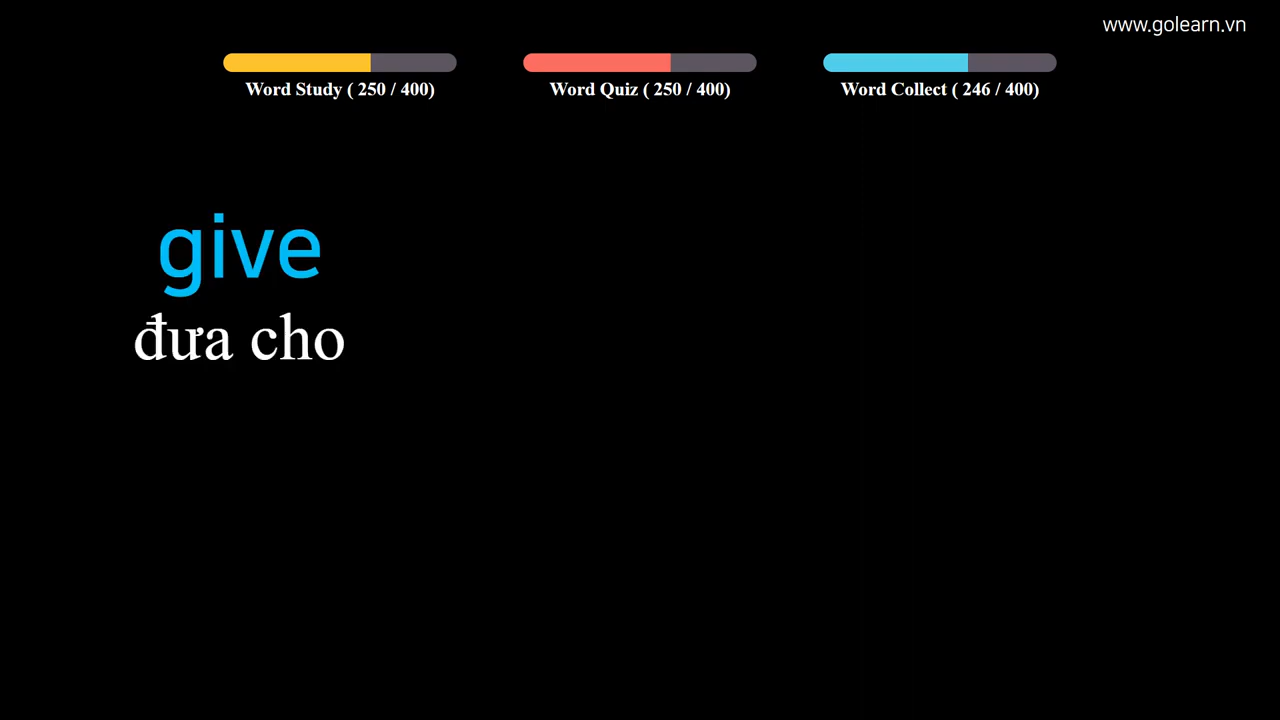 www.golearn.vn
Word Study ( 250 / 400)
Word Quiz ( 250 / 400)
Word Collect ( 246 / 400)
give
đưa cho